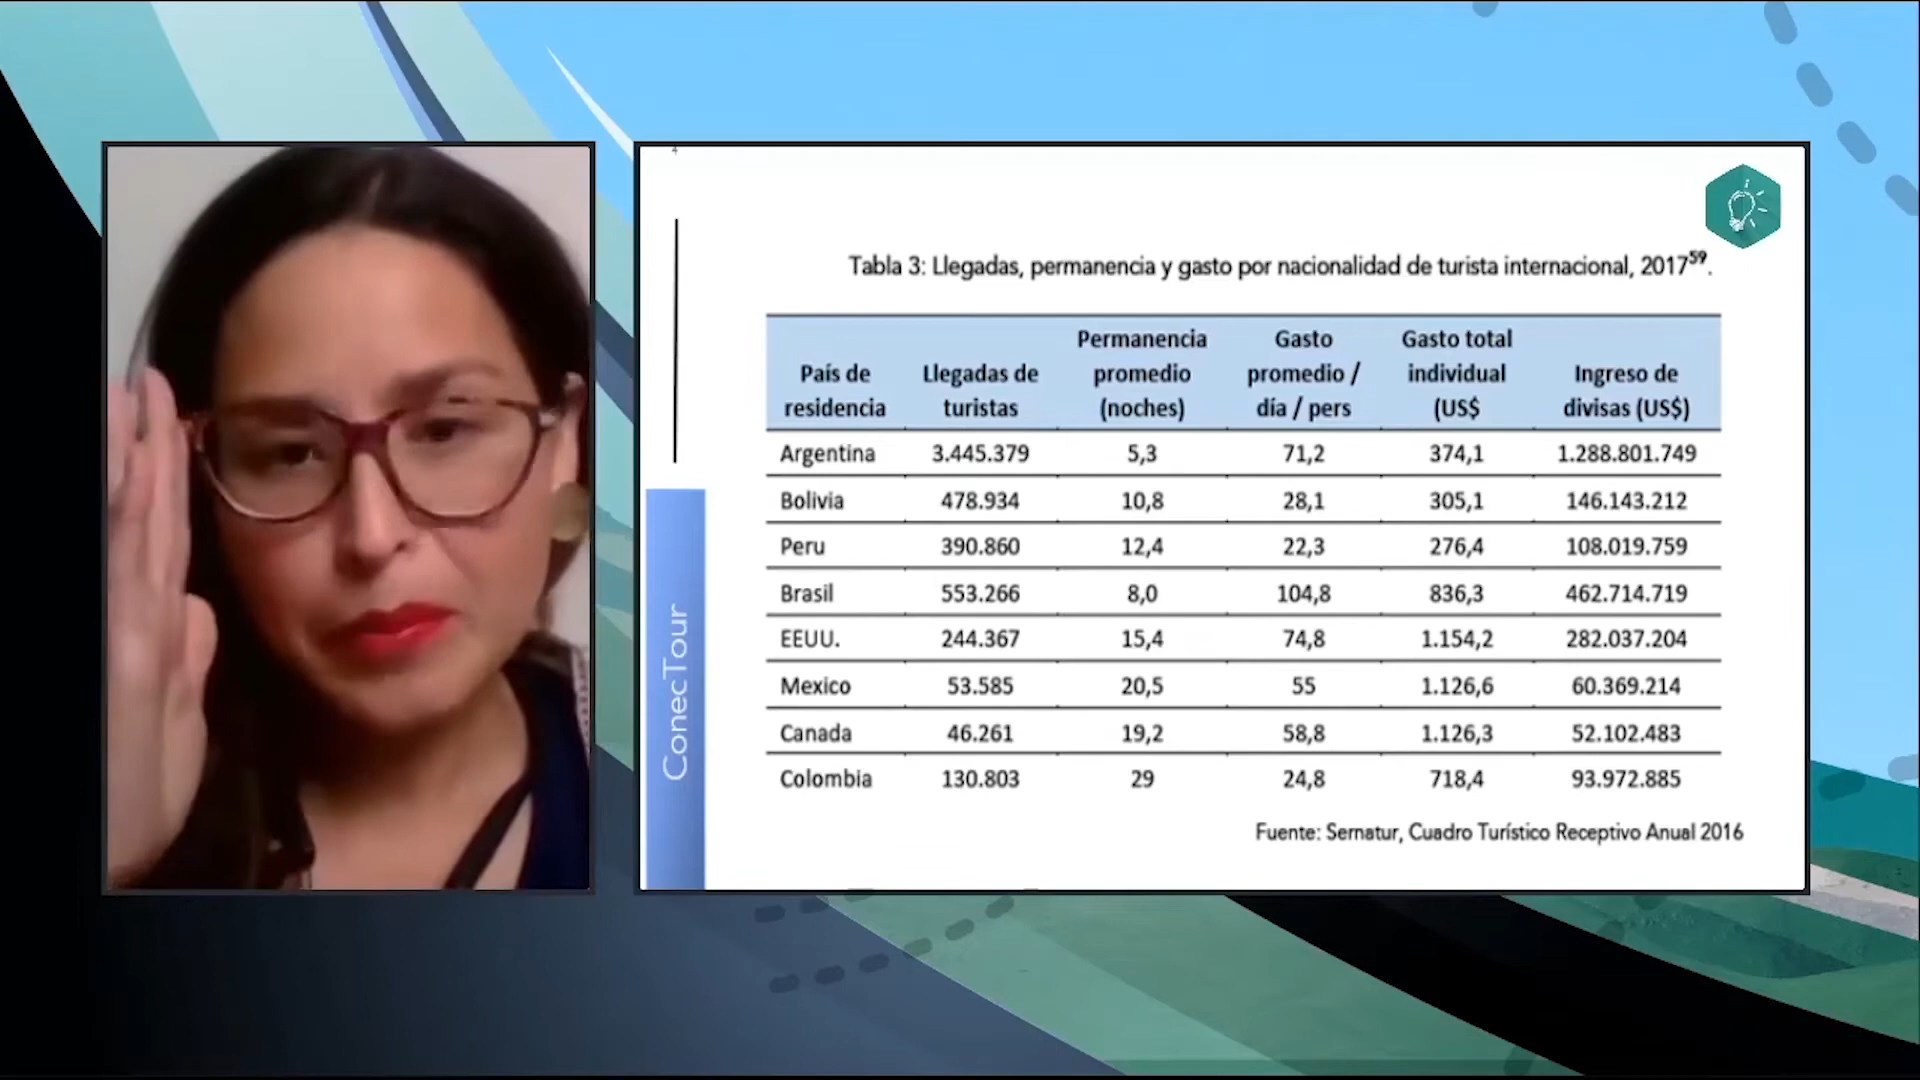 4
Tabla 3: Llegadas, permanencia y gasto por nacionalidad de turista internacional, 2017⁵⁹.
País de residencia Llegadas de turistas Permanencia promedio (noches) Gasto promedio / día / pers Gasto total individual (US$ Ingreso de divisas (US$)
Argentina 3.445.379 5,3 71,2 374,1 1.288.801.749
Bolivia 478.934 10,8 28,1 305,1 146.143.212
Peru 390.860 12,4 22,3 276,4 108.019.759
Brasil 553.266 8,0 104,8 836,3 462.714.719
EEUU. 244.367 15,4 74,8 1.154,2 282.037.204
Mexico 53.585 20,5 55 1.126,6 60.369.214
Canada 46.261 19,2 58,8 1.126,3 52.102.483
Colombia 130.803 29 24,8 718,4 93.972.885
Fuente: Sernatur, Cuadro Turístico Receptivo Anual 2016
ConecTour